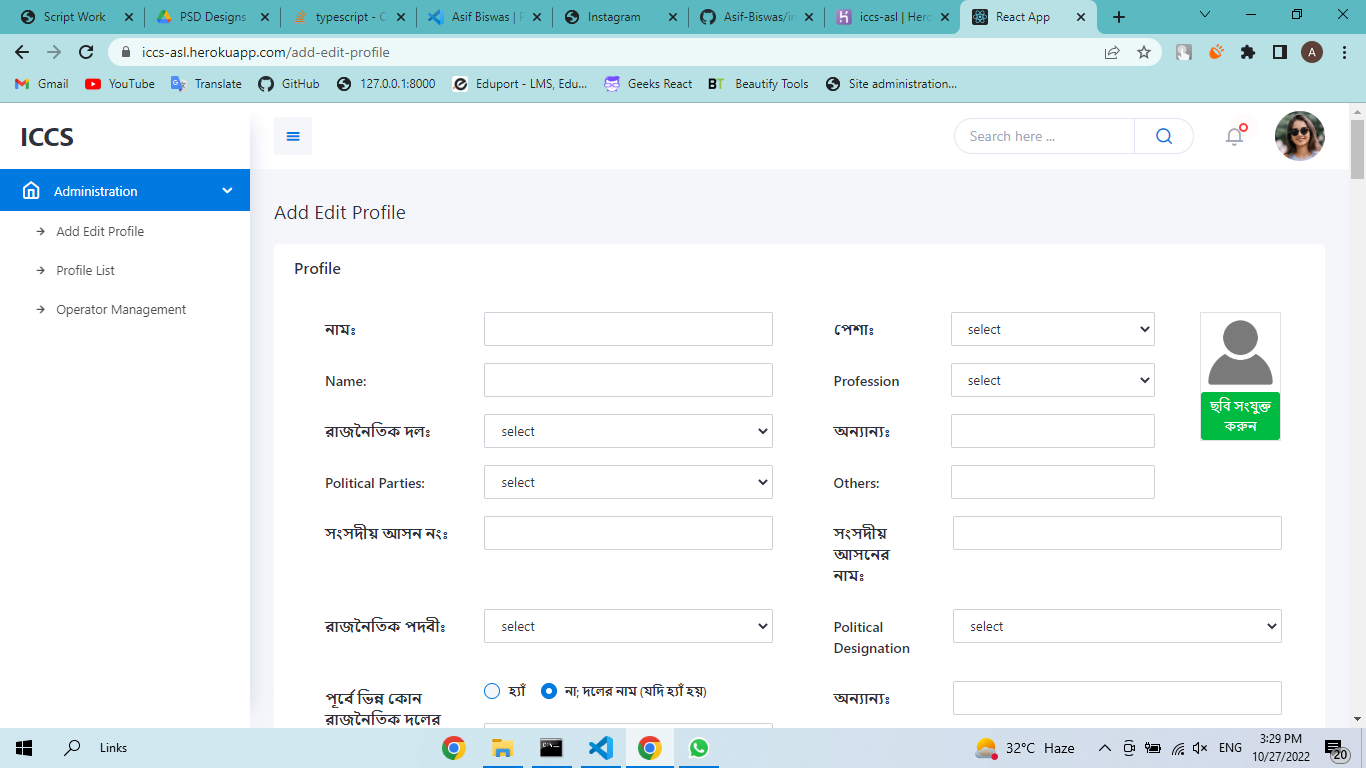 Script Work
PSD Designs
typescript - C
Asif Biswas | P
Instagram
Asif-Biswas/in
iccs-asl | Hero
React App
iccs-asl.herokuapp.com/add-edit-profile
A
Gmail
YouTube
Translate
GitHub
127.0.0.1:8000
Eduport - LMS, Edu...
Geeks React
BT
Beautify Tools
Site administration...
ICCS
Search here ...
Administration
Add Edit Profile
Profile List
Operator Management
Add Edit Profile
Profile
নামঃ
পেশাঃ
select
Name:
Profession
select
ছবি সংযুক্ত
করুন
রাজনৈতিক দলঃ
select
অন্যান্যঃ
Political Parties:
select
Others:
সংসদীয় আসন নংঃ
সংসদীয়
আসনের
নামঃ
রাজনৈতিক পদবীঃ
select
Political
Designation
select
পূর্বে ভিন্ন কোন
রাজনৈতিক দলের
হ্যাঁ
না; দলের নাম (যদি হ্যাঁ হয়)
অন্যান্যঃ
Links
32°C Haze
ENG
3:29 PM
10/27/2022
20